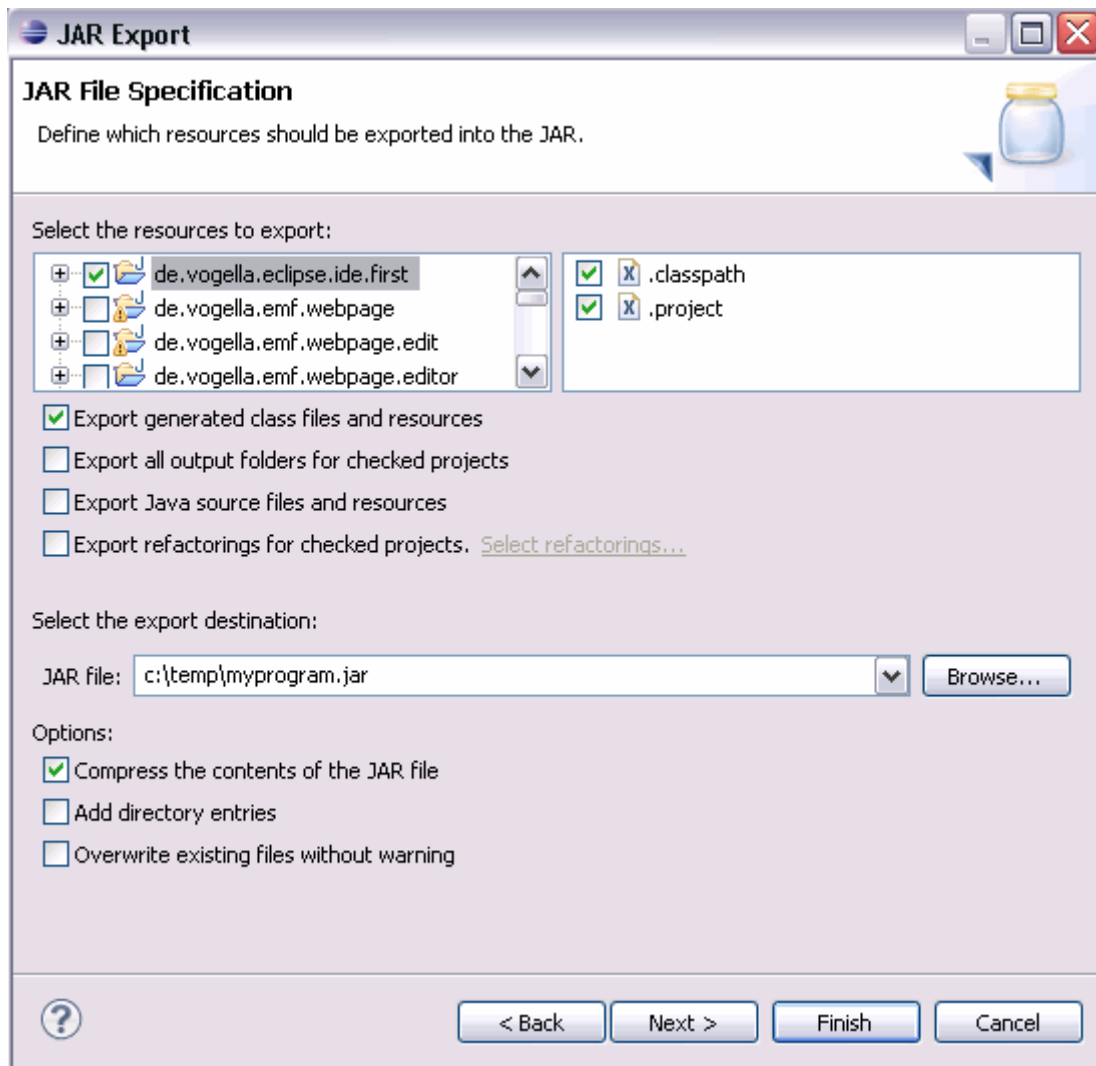 JAR Export
JAR File Specification
Define which resources should be exported into the JAR.
Select the resources to export:
de.vogella.eclipse.ide.first
de.vogella.emf.webpage
de.vogella.emf.webpage.edit
de.vogella.emf.webpage.editor
.classpath
.project
Export generated class files and resources
Export all output folders for checked projects
Export Java source files and resources
Export refactorings for checked projects. Select refactorings...
Select the export destination:
JAR file: c:\temp\myprogram.jar Browse...
Options:
Compress the contents of the JAR file
Add directory entries
Overwrite existing files without warning
? < Back Next > Finish Cancel